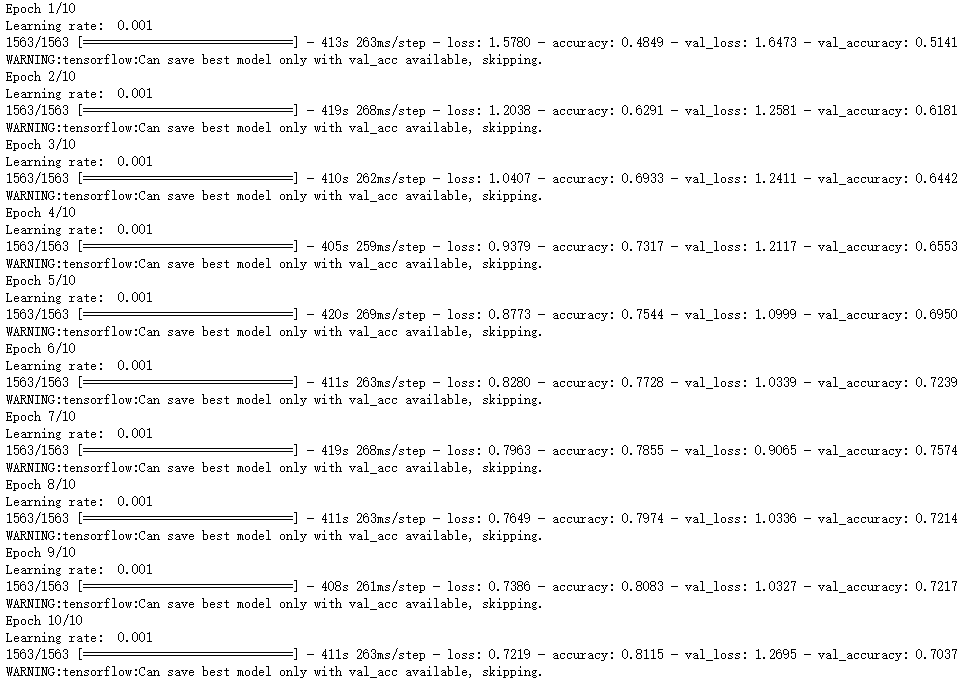 Epoch 1/10
Learning rate:  0.001
1563/1563 [==============================] - 413s 263ms/step - loss: 1.5780 - accuracy: 0.4849 - val_loss: 1.6473 - val_accuracy: 0.5141
WARNING:tensorflow:Can save best model only with val_acc available, skipping.
Epoch 2/10
Learning rate:  0.001
1563/1563 [==============================] - 419s 268ms/step - loss: 1.2038 - accuracy: 0.6291 - val_loss: 1.2581 - val_accuracy: 0.6181
WARNING:tensorflow:Can save best model only with val_acc available, skipping.
Epoch 3/10
Learning rate:  0.001
1563/1563 [==============================] - 410s 262ms/step - loss: 1.0407 - accuracy: 0.6933 - val_loss: 1.2411 - val_accuracy: 0.6442
WARNING:tensorflow:Can save best model only with val_acc available, skipping.
Epoch 4/10
Learning rate:  0.001
1563/1563 [==============================] - 405s 259ms/step - loss: 0.9379 - accuracy: 0.7317 - val_loss: 1.2117 - val_accuracy: 0.6553
WARNING:tensorflow:Can save best model only with val_acc available, skipping.
Epoch 5/10
Learning rate:  0.001
1563/1563 [==============================] - 420s 269ms/step - loss: 0.8773 - accuracy: 0.7544 - val_loss: 1.0999 - val_accuracy: 0.6950
WARNING:tensorflow:Can save best model only with val_acc available, skipping.
Epoch 6/10
Learning rate:  0.001
1563/1563 [==============================] - 411s 263ms/step - loss: 0.8280 - accuracy: 0.7728 - val_loss: 1.0339 - val_accuracy: 0.7239
WARNING:tensorflow:Can save best model only with val_acc available, skipping.
Epoch 7/10
Learning rate:  0.001
1563/1563 [==============================] - 419s 268ms/step - loss: 0.7963 - accuracy: 0.7855 - val_loss: 0.9065 - val_accuracy: 0.7574
WARNING:tensorflow:Can save best model only with val_acc available, skipping.
Epoch 8/10
Learning rate:  0.001
1563/1563 [==============================] - 411s 263ms/step - loss: 0.7649 - accuracy: 0.7974 - val_loss: 1.0336 - val_accuracy: 0.7214
WARNING:tensorflow:Can save best model only with val_acc available, skipping.
Epoch 9/10
Learning rate:  0.001
1563/1563 [==============================] - 408s 261ms/step - loss: 0.7386 - accuracy: 0.8083 - val_loss: 1.0327 - val_accuracy: 0.7217
WARNING:tensorflow:Can save best model only with val_acc available, skipping.
Epoch 10/10
Learning rate:  0.001
1563/1563 [==============================] - 411s 263ms/step - loss: 0.7219 - accuracy: 0.8115 - val_loss: 1.2695 - val_accuracy: 0.7037
WARNING:tensorflow:Can save best model only with val_acc available, skipping.